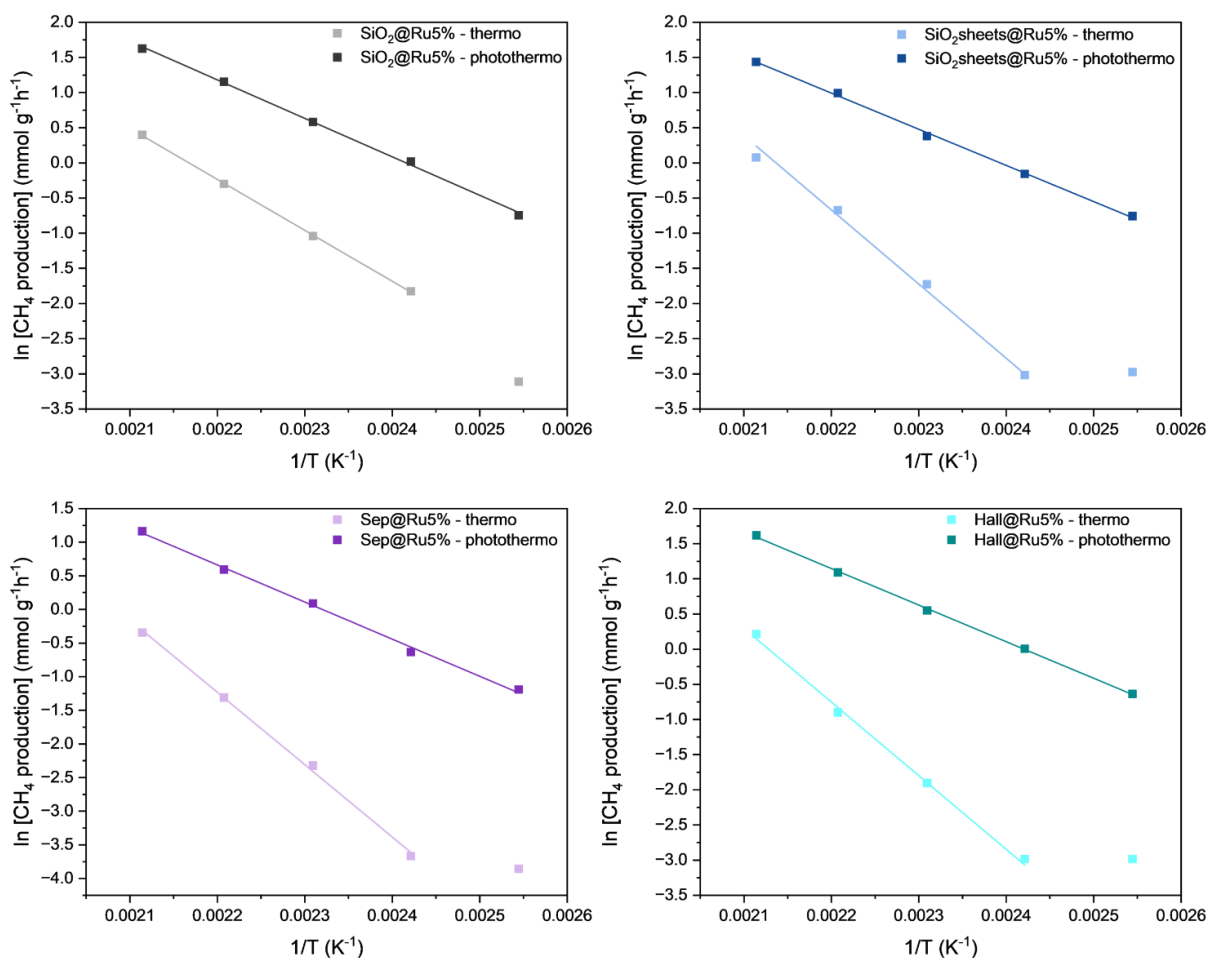 SiO2@Ru5% - thermo
SiO2@Ru5% - photothermo
ln [CH4 production] (mmol g-1h-1)
2.0
1.5
1.0
0.5
0.0
−0.5
−1.0
−1.5
−2.0
−2.5
−3.0
−3.5
0.0021 0.0022 0.0023 0.0024 0.0025 0.0026
1/T (K-1)
SiO2sheets@Ru5% - thermo
SiO2sheets@Ru5% - photothermo
ln [CH4 production] (mmol g-1h-1)
2.0
1.5
1.0
0.5
0.0
−0.5
−1.0
−1.5
−2.0
−2.5
−3.0
−3.5
0.0021 0.0022 0.0023 0.0024 0.0025 0.0026
1/T (K-1)
Sep@Ru5% - thermo
Sep@Ru5% - photothermo
ln [CH4 production] (mmol g-1h-1)
1.5
1.0
0.5
0.0
−0.5
−1.0
−1.5
−2.0
−2.5
−3.0
−3.5
−4.0
0.0021 0.0022 0.0023 0.0024 0.0025 0.0026
1/T (K-1)
Hall@Ru5% - thermo
Hall@Ru5% - photothermo
ln [CH4 production] (mmol g-1h-1)
2.0
1.5
1.0
0.5
0.0
−0.5
−1.0
−1.5
−2.0
−2.5
−3.0
−3.5
0.0021 0.0022 0.0023 0.0024 0.0025 0.0026
1/T (K-1)